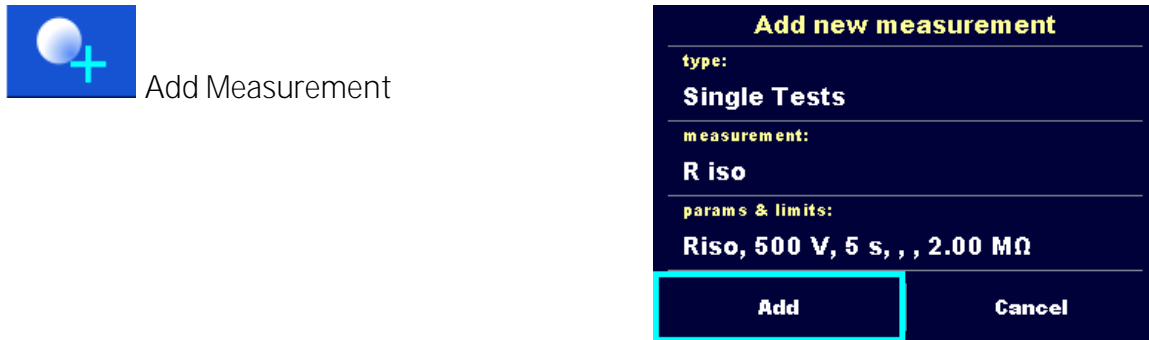 Add Measurement
Add new measurement
type:
Single Tests
measurement:
R iso
params & limits:
Riso, 500 V, 5 s, , , 2.00 MΩ
Add
Cancel